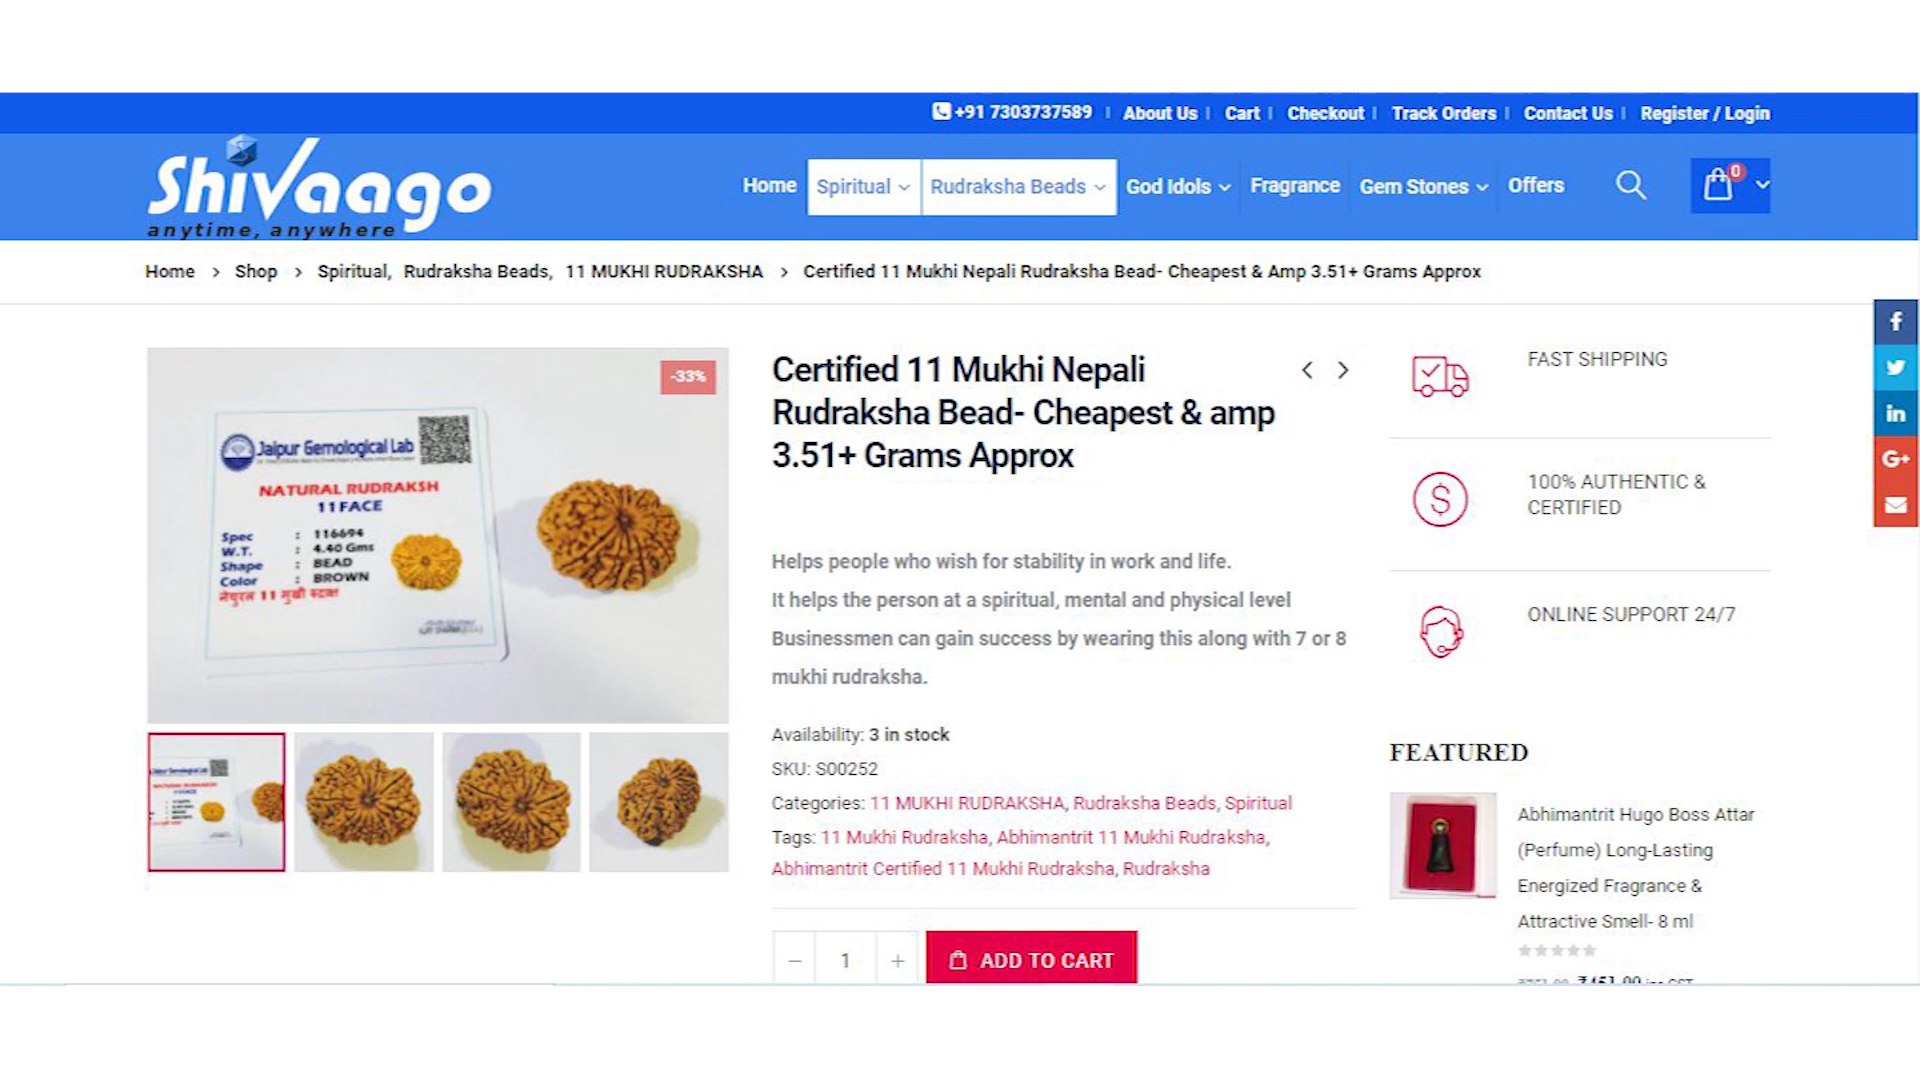 +91 7303737589 | About Us | Cart | Checkout | Track Orders | Contact Us | Register / Login
Shivaago
anytime, anywhere
Home Spiritual Rudraksha Beads God Idols Fragrance Gem Stones Offers 0
Home > Shop > Spiritual, Rudraksha Beads, 11 MUKHI RUDRAKSHA > Certified 11 Mukhi Nepali Rudraksha Bead- Cheapest & Amp 3.51+ Grams Approx
-33%
Jaipur Gemological Lab
NATURAL RUDRAKSH
11 FACE
Spec : 116694
W.T. : 4.40 Gms
Shape : BEAD
Color : BROWN
11 मुखी
Certified 11 Mukhi Nepali
Rudraksha Bead- Cheapest & amp
3.51+ Grams Approx
Helps people who wish for stability in work and life.
It helps the person at a spiritual, mental and physical level
Businessmen can gain success by wearing this along with 7 or 8
mukhi rudraksha.
Availability: 3 in stock
SKU: S00252
Categories: 11 MUKHI RUDRAKSHA, Rudraksha Beads, Spiritual
Tags: 11 Mukhi Rudraksha, Abhimantrit 11 Mukhi Rudraksha,
Abhimantrit Certified 11 Mukhi Rudraksha, Rudraksha
- 1 +
ADD TO CART
FAST SHIPPING
100% AUTHENTIC &
CERTIFIED
ONLINE SUPPORT 24/7
FEATURED
Abhimantrit Hugo Boss Attar
(Perfume) Long-Lasting
Energized Fragrance &
Attractive Smell- 8 ml
f
in
G+